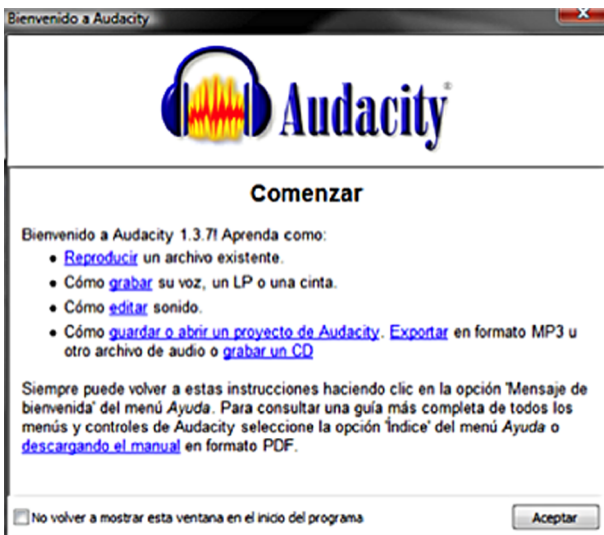 Bienvenido a Audacity
Audacity®
Comenzar
Bienvenido a Audacity 1.3.7! Aprenda como:
• Reproducir un archivo existente.
• Cómo grabar su voz, un LP o una cinta.
• Cómo editar sonido.
• Cómo guardar o abrir un proyecto de Audacity. Exportar en formato MP3 u
otro archivo de audio o grabar un CD
Siempre puede volver a estas instrucciones haciendo clic en la opción 'Mensaje de
bienvenida' del menú Ayuda. Para consultar una guía más completa de todos los
menús y controles de Audacity seleccione la opción 'Índice' del menú Ayuda o
descargando el manual en formato PDF.
No volver a mostrar esta ventana en el inicio del programa
Aceptar